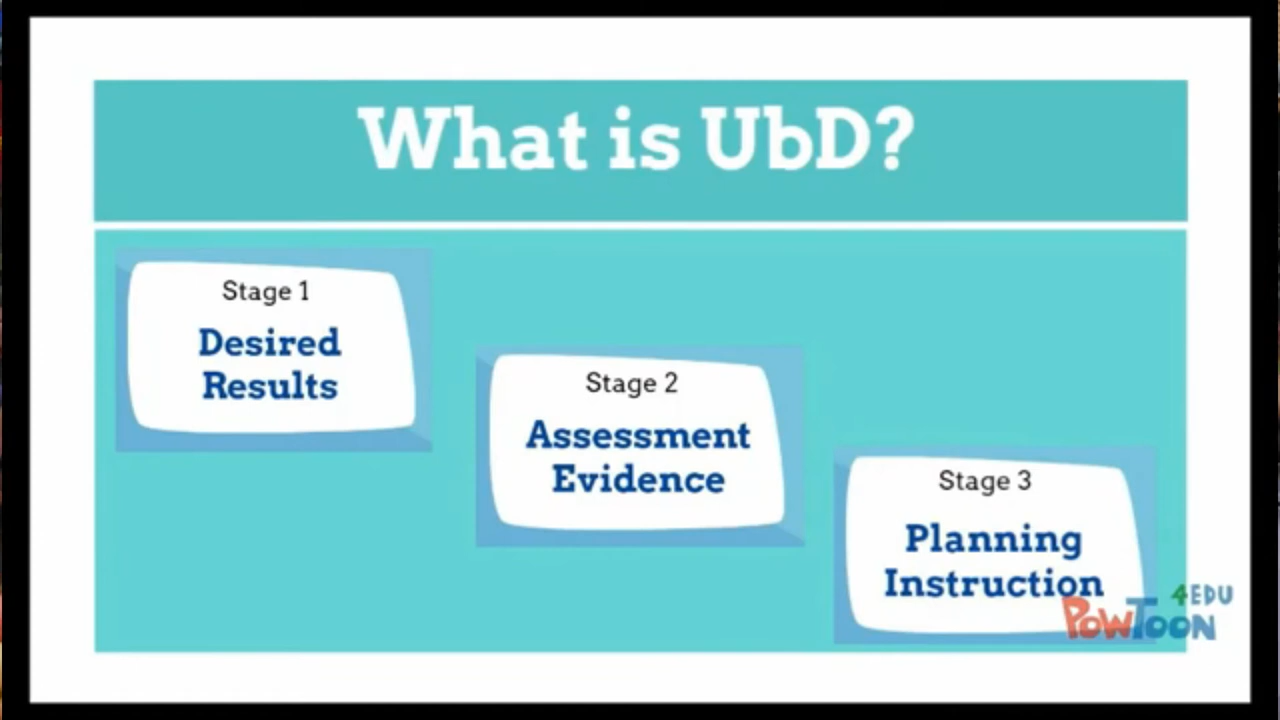 What is UbD?
Stage 1
Desired
Results
Stage 2
Assessment
Evidence
Stage 3
Planning
Instruction
4EDU
POWTOON